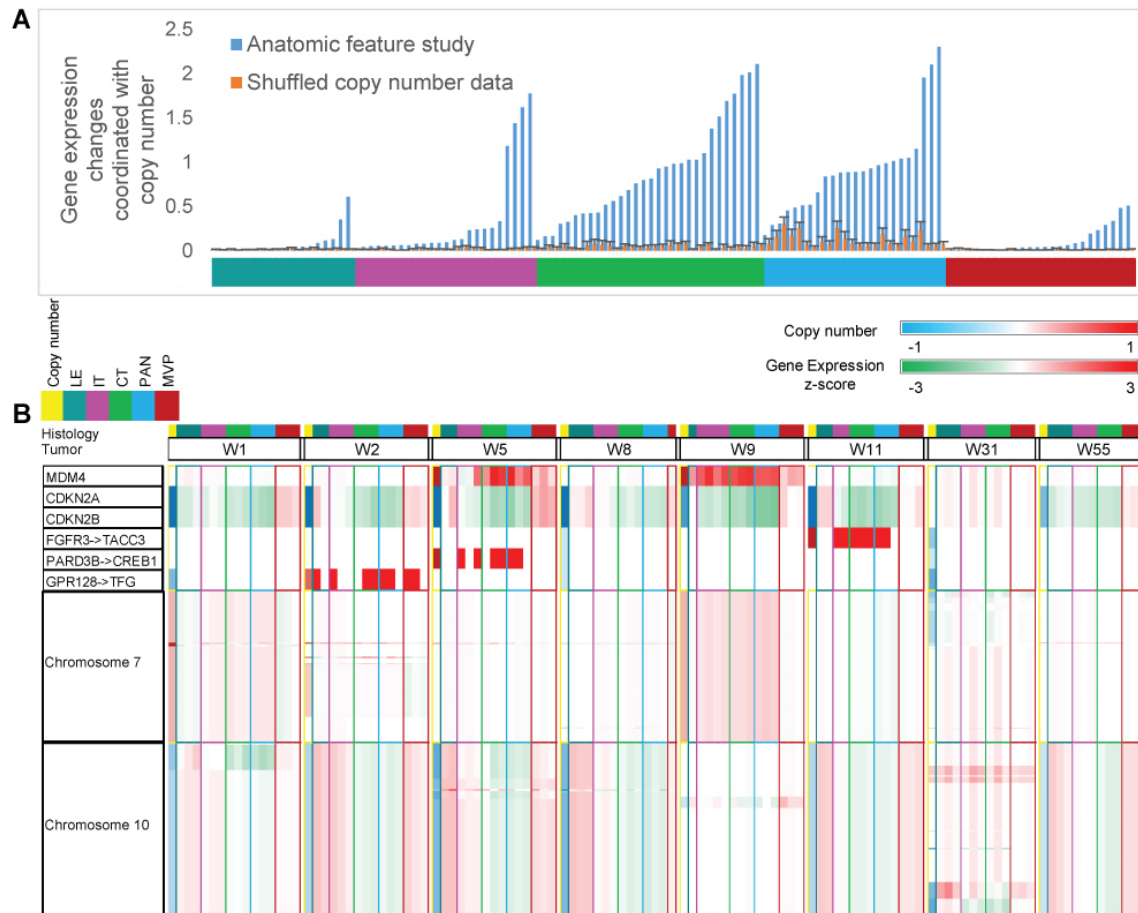 A
Gene expression
changes
coordinated with
copy number
2.5
2
1.5
1
0.5
0
Anatomic feature study
Shuffled copy number data
Copy number
LE
IT
CT
PAN
MVP
Copy number
-1
1
Gene Expression
z-score
-3
3
B
Histology
Tumor
W1
W2
W5
W8
W9
W11
W31
W55
MDM4
CDKN2A
CDKN2B
FGFR3->TACC3
PARD3B->CREB1
GPR128->TFG
Chromosome 7
Chromosome 10